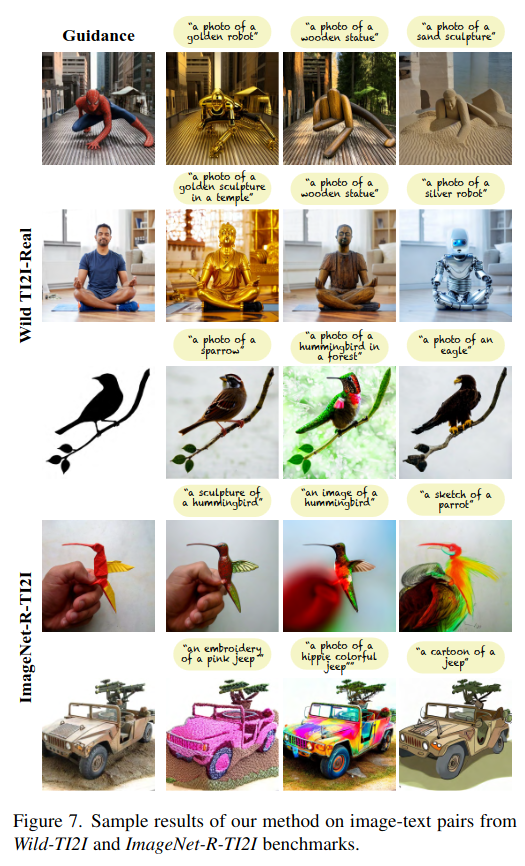 Guidance
"a photo of a
golden robot"
"a photo of a
wooden statue"
"a photo of a
sand sculpture"
"a photo of a
golden sculpture
in a temple"
"a photo of a
wooden statue"
"a photo of a
silver robot"
Wild TI2I-Real
"a photo of a
sparrow"
"a photo of a
hummingbird in
a forest"
"a photo of an
eagle"
"a sculpture of
a hummingbird"
"an image of a
hummingbird"
"a sketch of a
parrot"
ImageNet-R-TI2I
"an embroidery
of a pink jeep""
"a photo of a
hippie colorful
jeep""
"a cartoon of a
jeep"
Figure 7. Sample results of our method on image-text pairs from
Wild-TI2I and ImageNet-R-TI2I benchmarks.